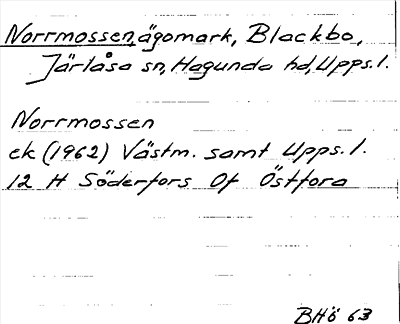 Norrmossen, ägomark, Blackbo,
Järlåsa sn, Hagunda hd, Upps. l.
Norrmossen
ek (1962) Västm. samt Upps. l.
12 H Söderfors Of Östfora
BHö 63